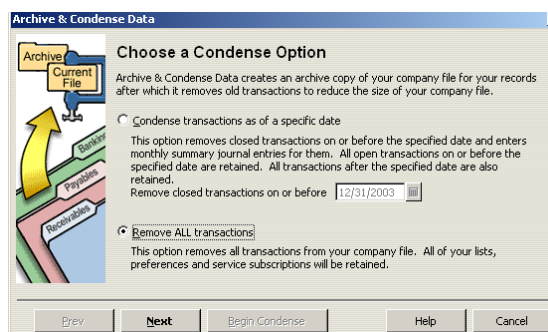 Archive & Condense Data
Archive
Current
File
Banking
Payables
Receivables
Choose a Condense Option
Archive & Condense Data creates an archive copy of your company file for your records
after which it removes old transactions to reduce the size of your company file.
Condense transactions as of a specific date
This option removes closed transactions on or before the specified date and enters
monthly summary journal entries for them. All open transactions on or before the
specified date are retained. All transactions after the specified date are also
retained.
Remove closed transactions on or before 12/31/2003
Remove ALL transactions
This option removes all transactions from your company file. All of your lists,
preferences and service subscriptions will be retained.
Prev Next Begin Condense Help Cancel